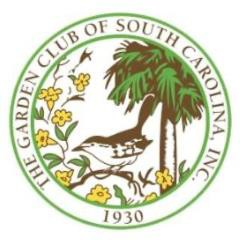 THE GARDEN CLUB OF SOUTH CAROLINA, INC.
1930